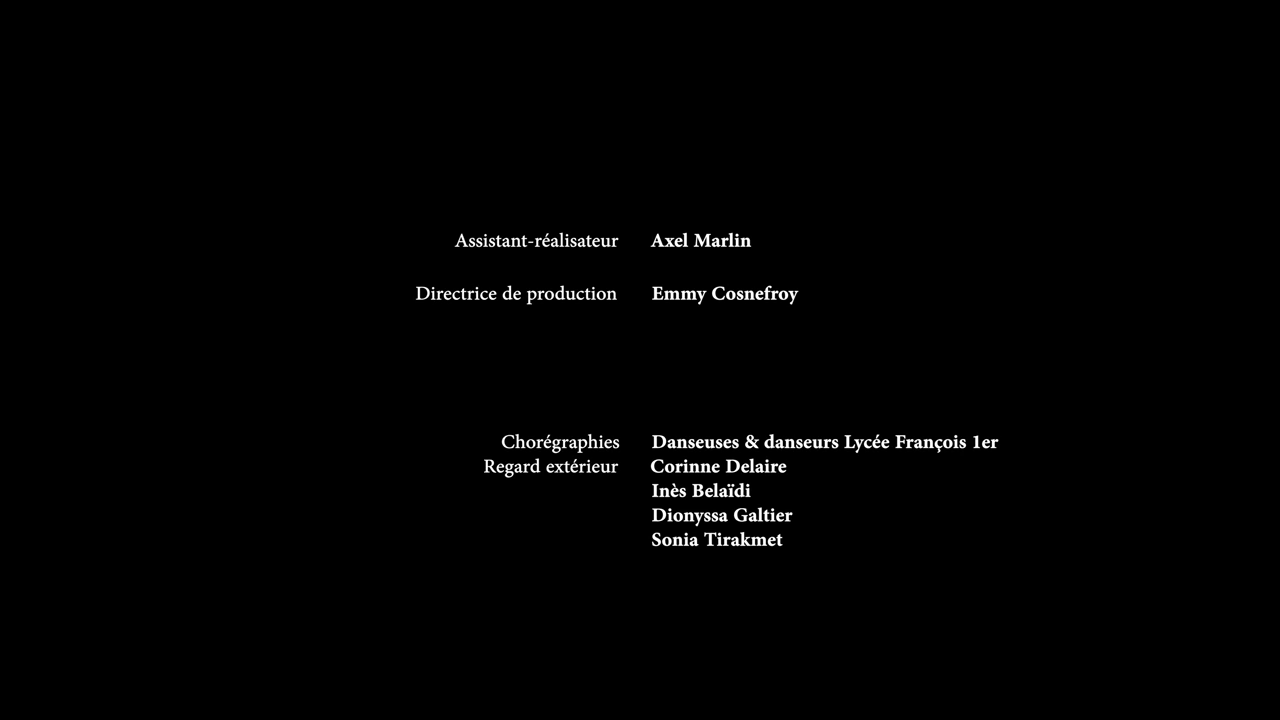 Assistant-réalisateur Axel Marlin
Directrice de production Emmy Cosnefroy
Chorégraphies Danseuses & danseurs Lycée François 1er
Regard extérieur Corinne Delaire
Inès Belaïdi
Dionyssa Galtier
Sonia Tirakmet